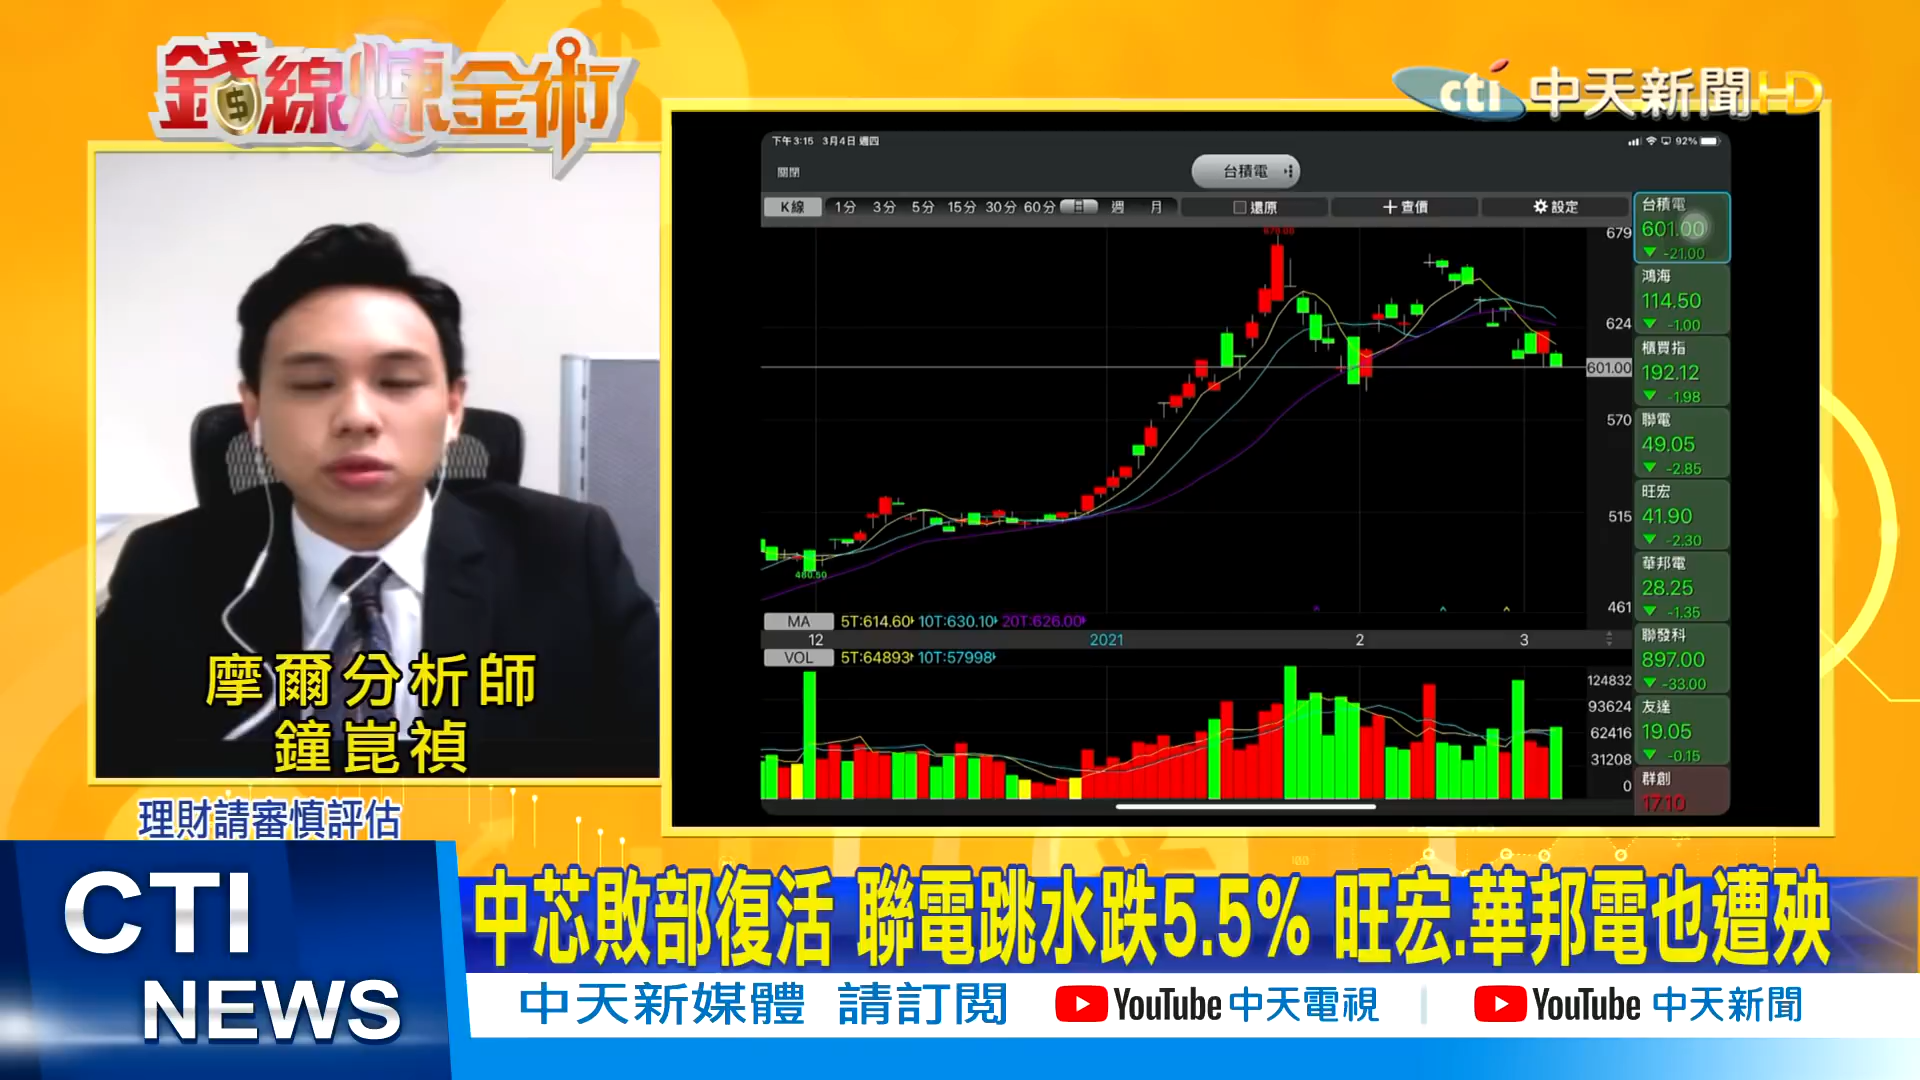 錢線煉金術
cti 中天新聞HD
下午3:15 3月4日 週四
92%
關閉
台積電
K線 1分 3分 5分 15分 30分 60分 日 週 月 還原 查價 設定
679.00
480.50
679
624
601.00
570
515
461
MA 5T:614.60 10T:630.10 20T:626.00
12 2021 2 3
VOL 5T:64893 10T:57998
124832
93624
62416
31208
0
台積電
601.00
▼ -21.00
鴻海
114.50
▼ -1.00
櫃買指
192.12
▼ -1.98
聯電
49.05
▼ -2.85
旺宏
41.90
▼ -2.30
華邦電
28.25
▼ -1.35
聯發科
897.00
▼ -33.00
友達
19.05
▼ -0.15
群創
17.10
摩爾分析師
鐘崑禎
理財請審慎評估
CTI
NEWS
中芯敗部復活 聯電跳水跌5.5% 旺宏.華邦電也遭殃
中天新媒體 請訂閱 YouTube 中天電視 | YouTube 中天新聞